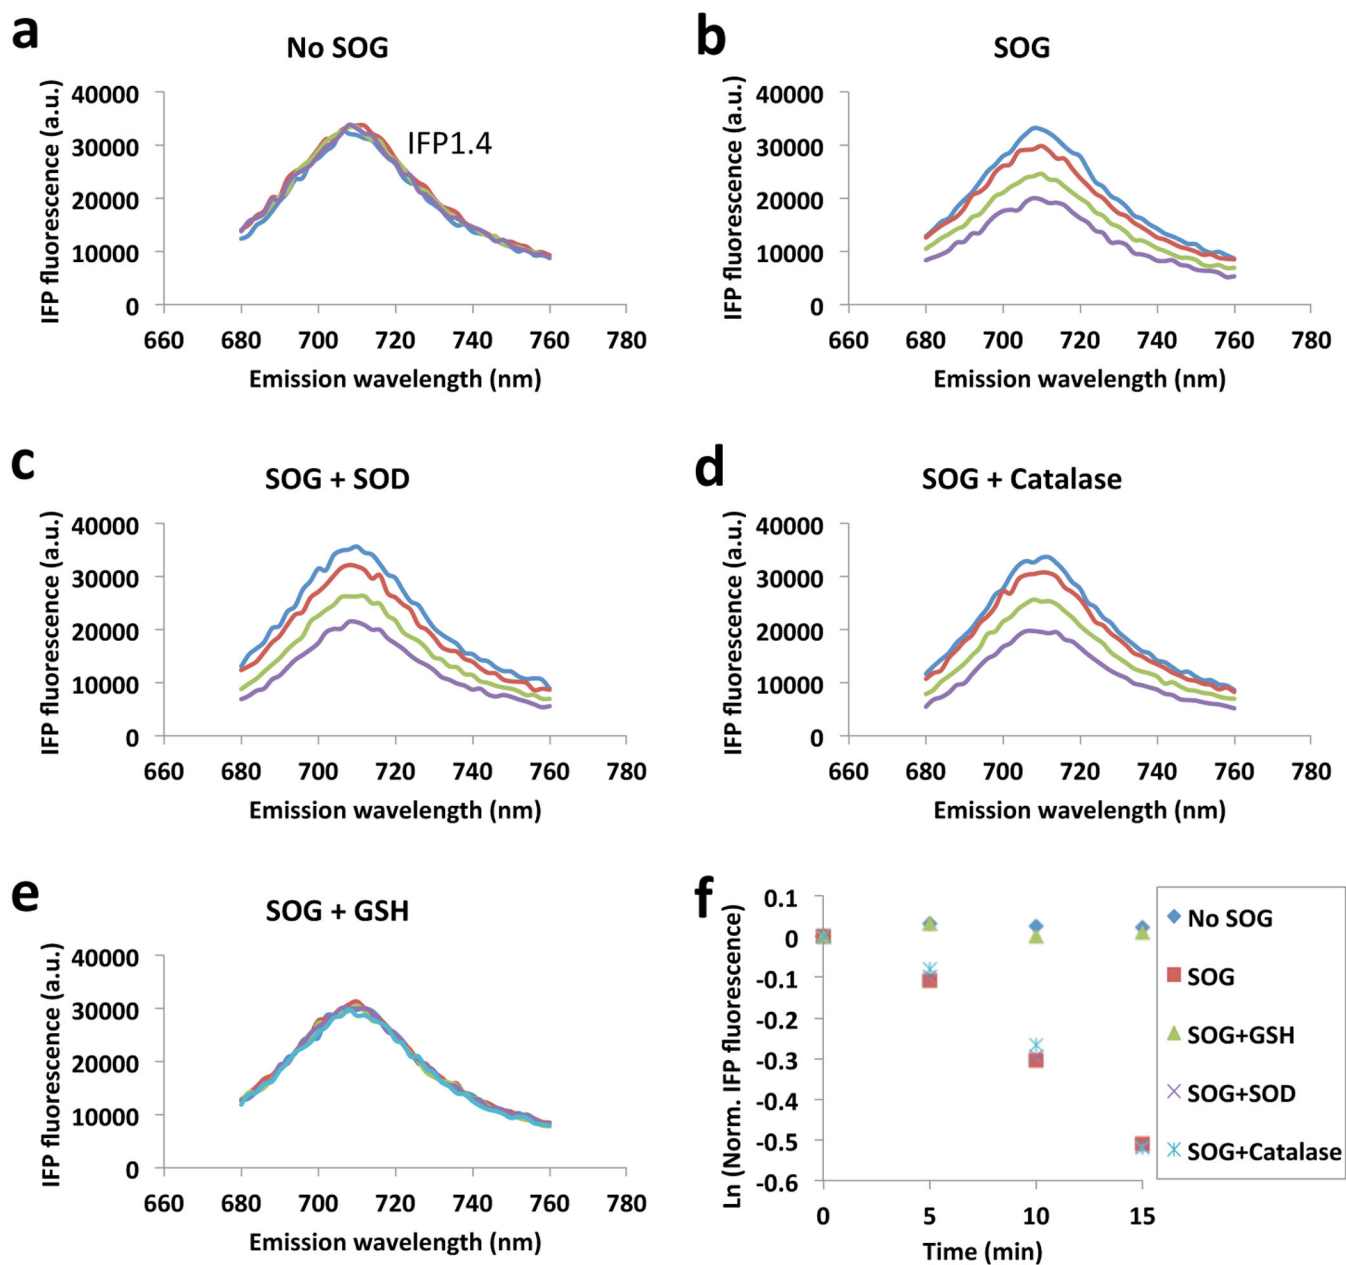 a
No SOG
IFP fluorescence (a.u.)
40000
30000
20000
10000
0
IFP1.4
660 680 700 720 740 760 780
Emission wavelength (nm)
b
SOG
IFP fluorescence (a.u.)
40000
30000
20000
10000
0
660 680 700 720 740 760 780
Emission wavelength (nm)
c
SOG + SOD
IFP fluorescence (a.u.)
40000
30000
20000
10000
0
660 680 700 720 740 760 780
Emission wavelength (nm)
d
SOG + Catalase
IFP fluorescence (a.u.)
40000
30000
20000
10000
0
660 680 700 720 740 760 780
Emission wavelength (nm)
e
SOG + GSH
IFP fluorescence (a.u.)
40000
30000
20000
10000
0
660 680 700 720 740 760 780
Emission wavelength (nm)
f
Ln (Norm. IFP fluorescence)
0.1
0
-0.1
-0.2
-0.3
-0.4
-0.5
-0.6
0 5 10 15
Time (min)
No SOG
SOG
SOG+GSH
SOG+SOD
SOG+Catalase